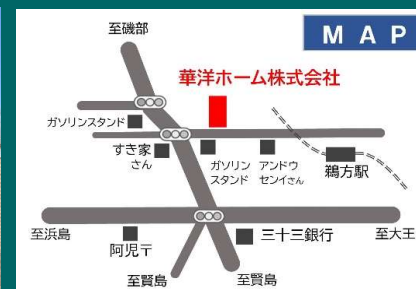 至磯部
MAP
華洋ホーム株式会社
ガソリンスタンド
すき家
さん
ガソリン
スタンド
アンドウ
センイさん
鵜方駅
至浜島
阿児〒
三十三銀行
至大王
至賢島
至賢島